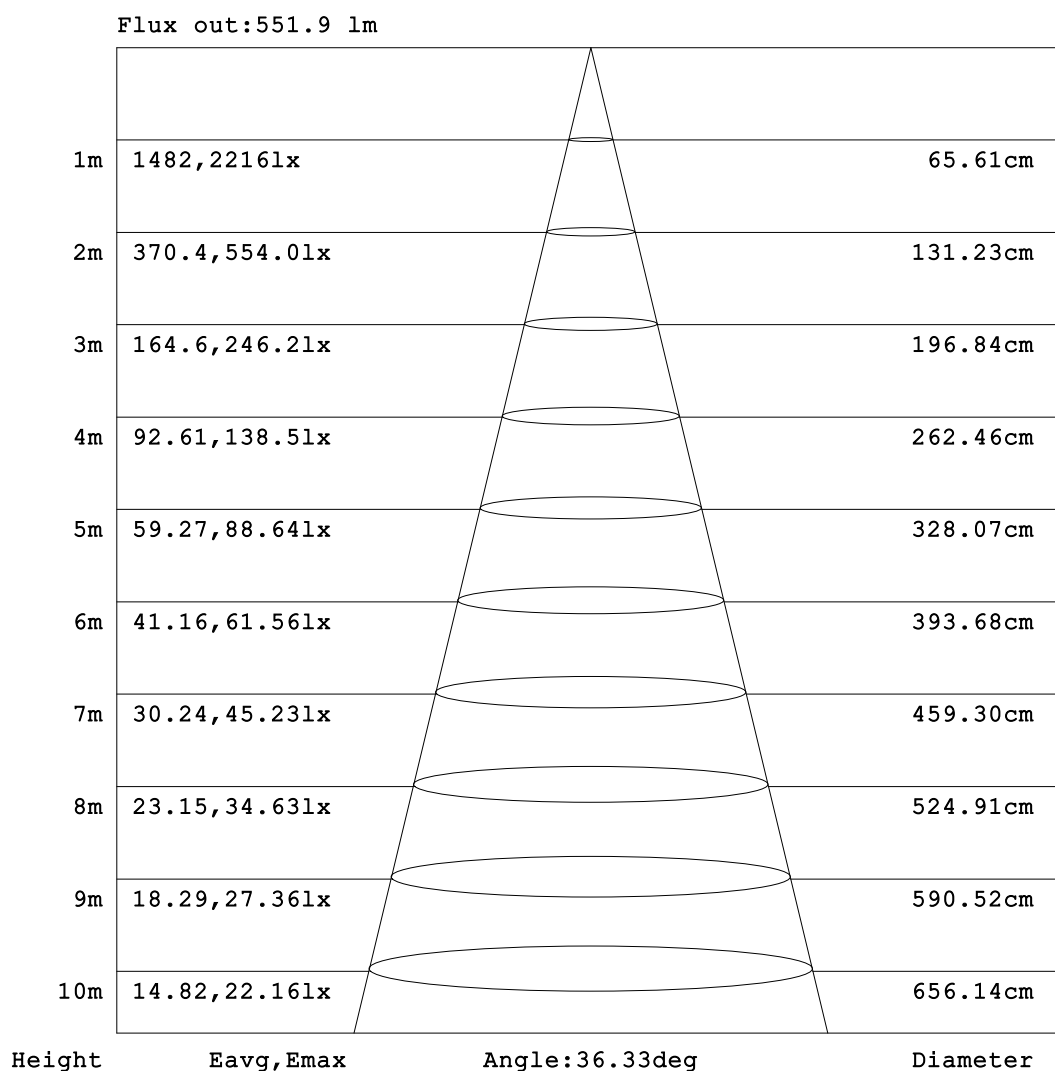 Flux out:551.9 lm
1m 1482,2216lx 65.61cm
2m 370.4,554.0lx 131.23cm
3m 164.6,246.2lx 196.84cm
4m 92.61,138.5lx 262.46cm
5m 59.27,88.64lx 328.07cm
6m 41.16,61.56lx 393.68cm
7m 30.24,45.23lx 459.30cm
8m 23.15,34.63lx 524.91cm
9m 18.29,27.36lx 590.52cm
10m 14.82,22.16lx 656.14cm
Height Eavg,Emax Angle:36.33deg Diameter